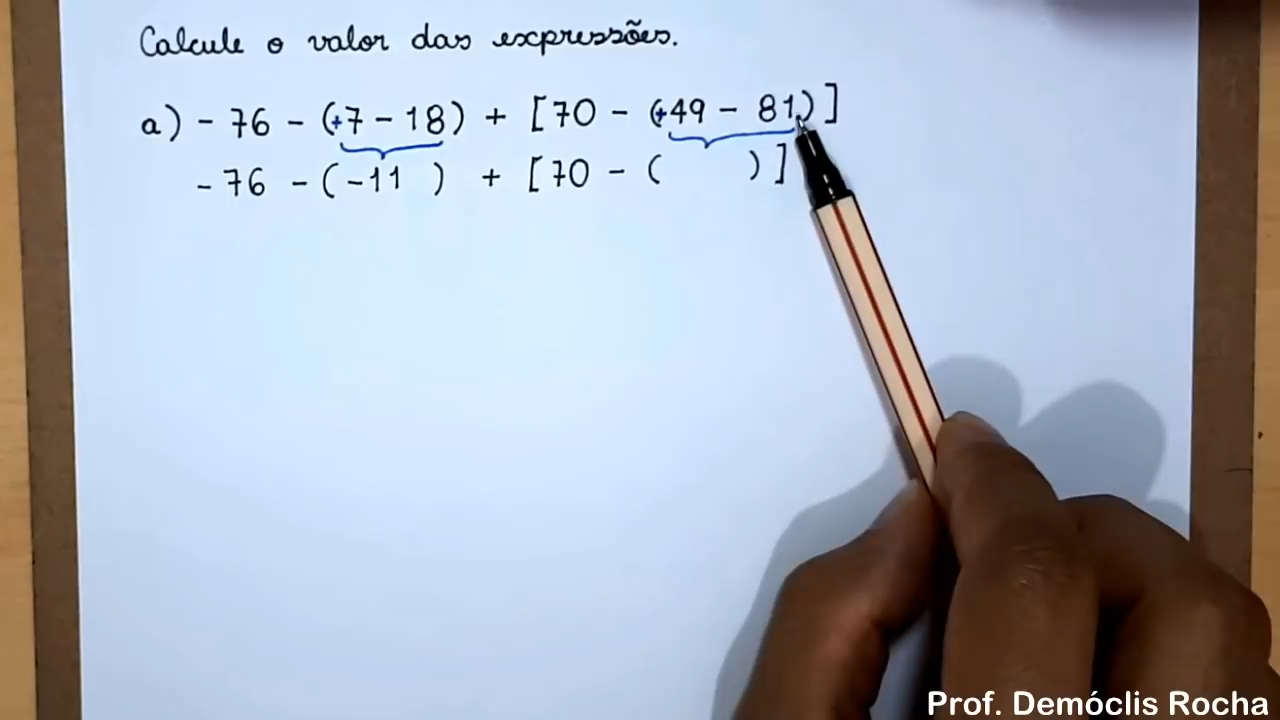 Calcule o valor das expressões.
a) - 76 - (+7 - 18) + [70 - (+49 - 81)]
- 76 - (-11 ) + [70 - ( )]
Prof. Demóclis Rocha